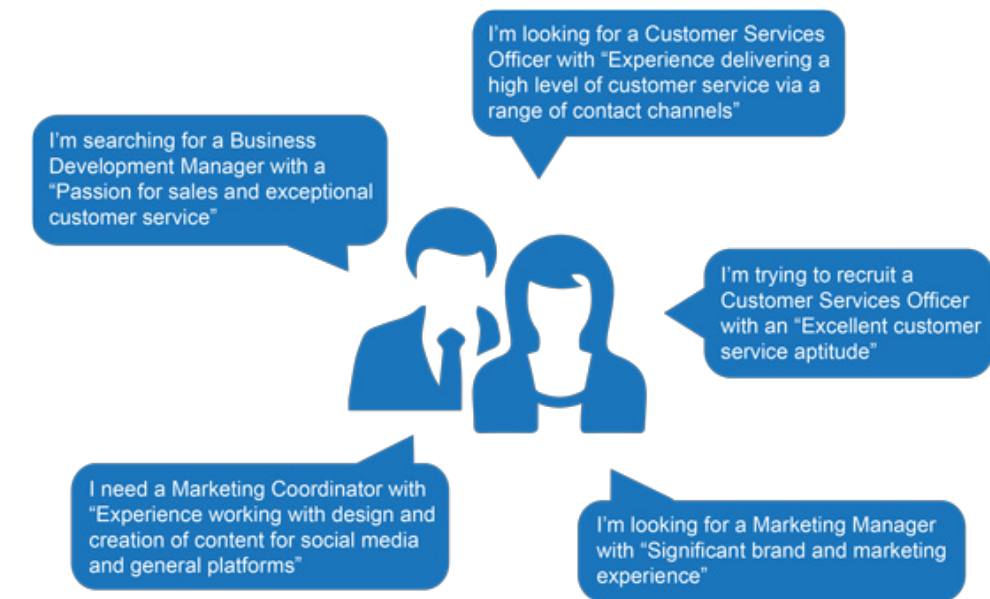 I'm looking for a Customer Services
Officer with “Experience delivering a
high level of customer service via a
range of contact channels”
I'm searching for a Business
Development Manager with a
“Passion for sales and exceptional
customer service”
I'm trying to recruit a
Customer Services Officer
with an “Excellent customer
service aptitude”
I need a Marketing Coordinator with
“Experience working with design and
creation of content for social media
and general platforms”
I'm looking for a Marketing Manager
with “Significant brand and marketing
experience”